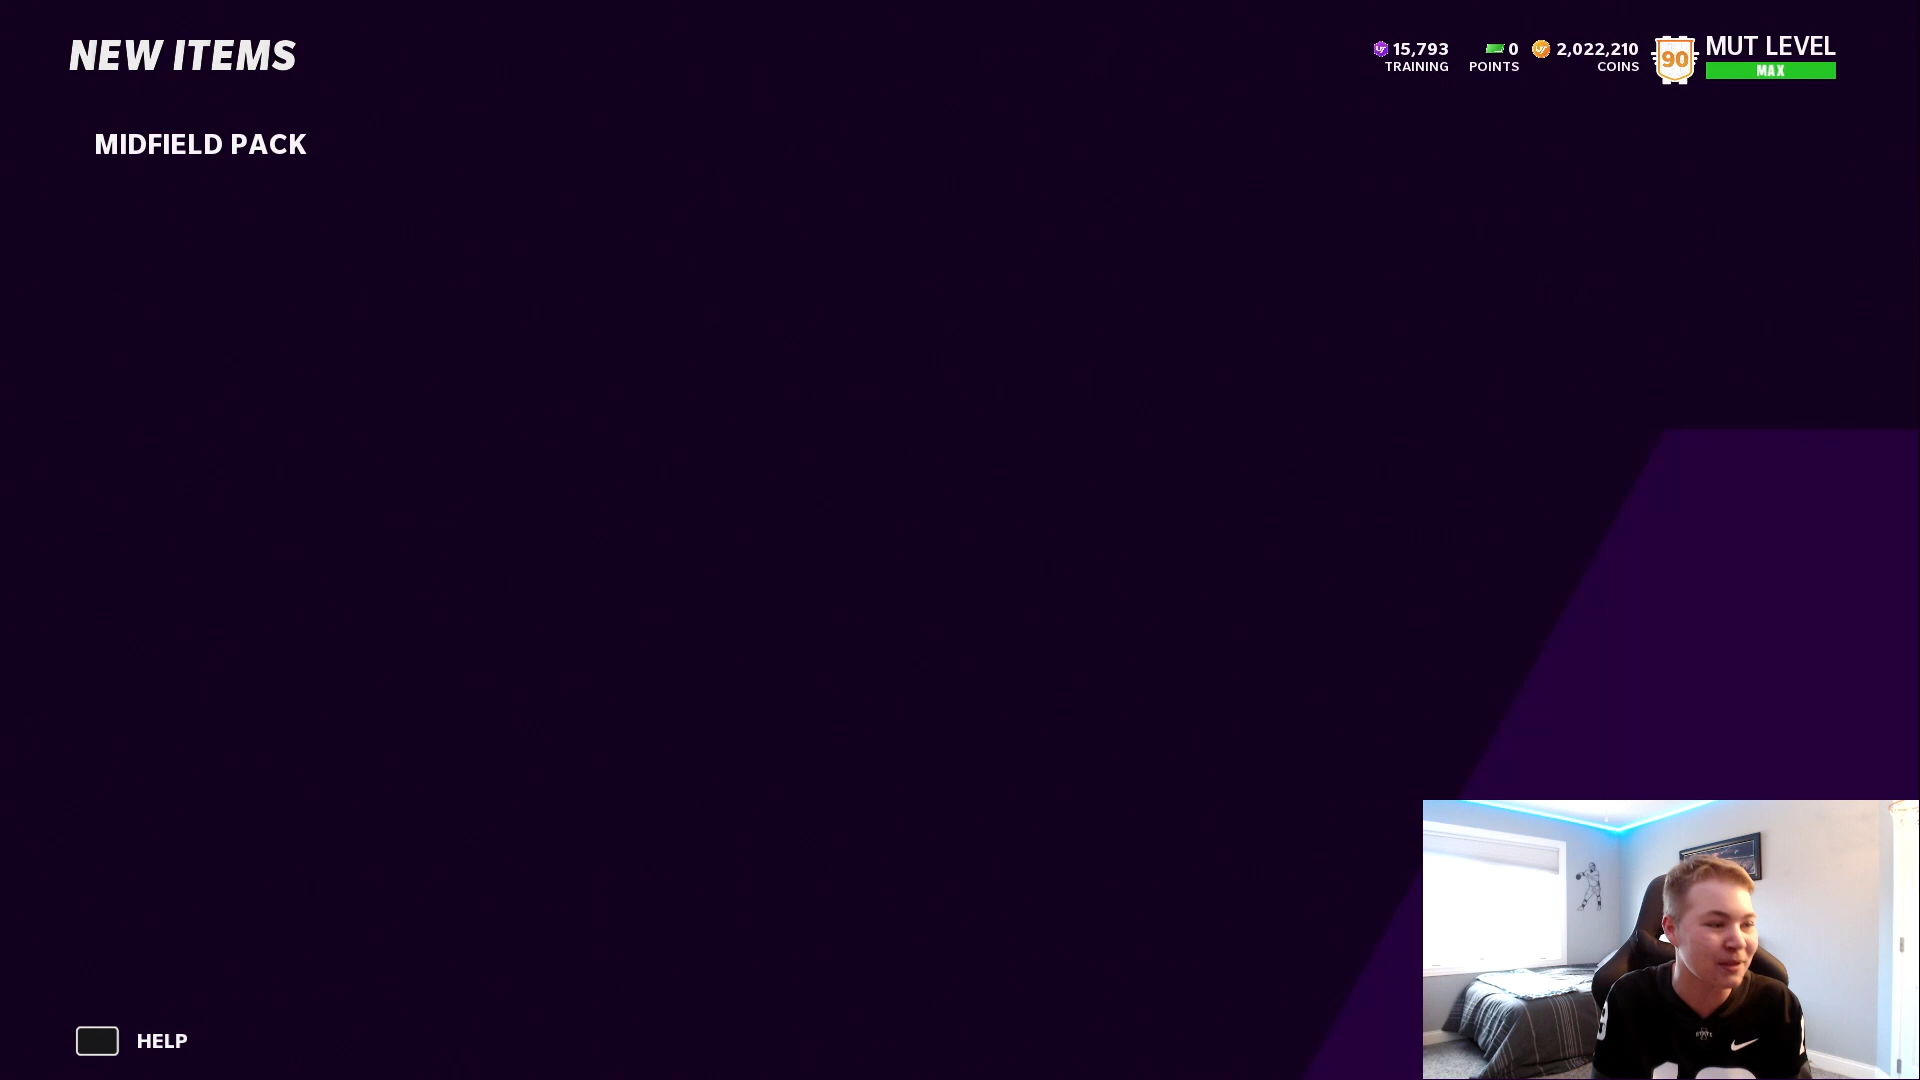 NEW ITEMS
15,793
TRAINING
0
POINTS
2,022,210
COINS
90
MUT LEVEL
MAX
MIDFIELD PACK
HELP